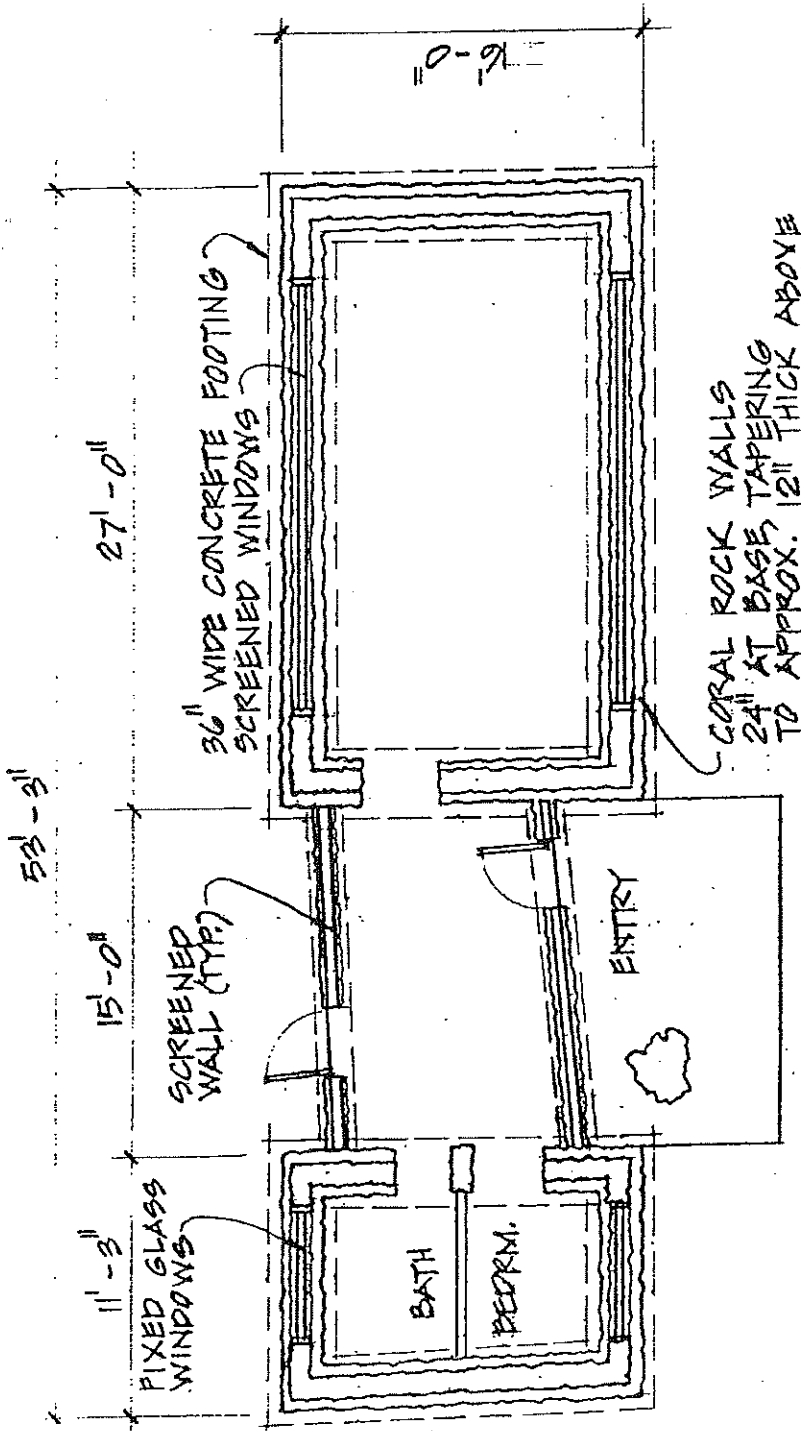 53'-3"
11'-3"
15'-0"
27'-0"
16'-0"
FIXED GLASS
WINDOWS
SCREENED
WALL (TYP.)
36" WIDE CONCRETE FOOTING
SCREENED WINDOWS
BATH
BEDRM.
ENTRY
CORAL ROCK WALLS
24" AT BASE TAPERING
TO APPROX. 12" THICK ABOVE